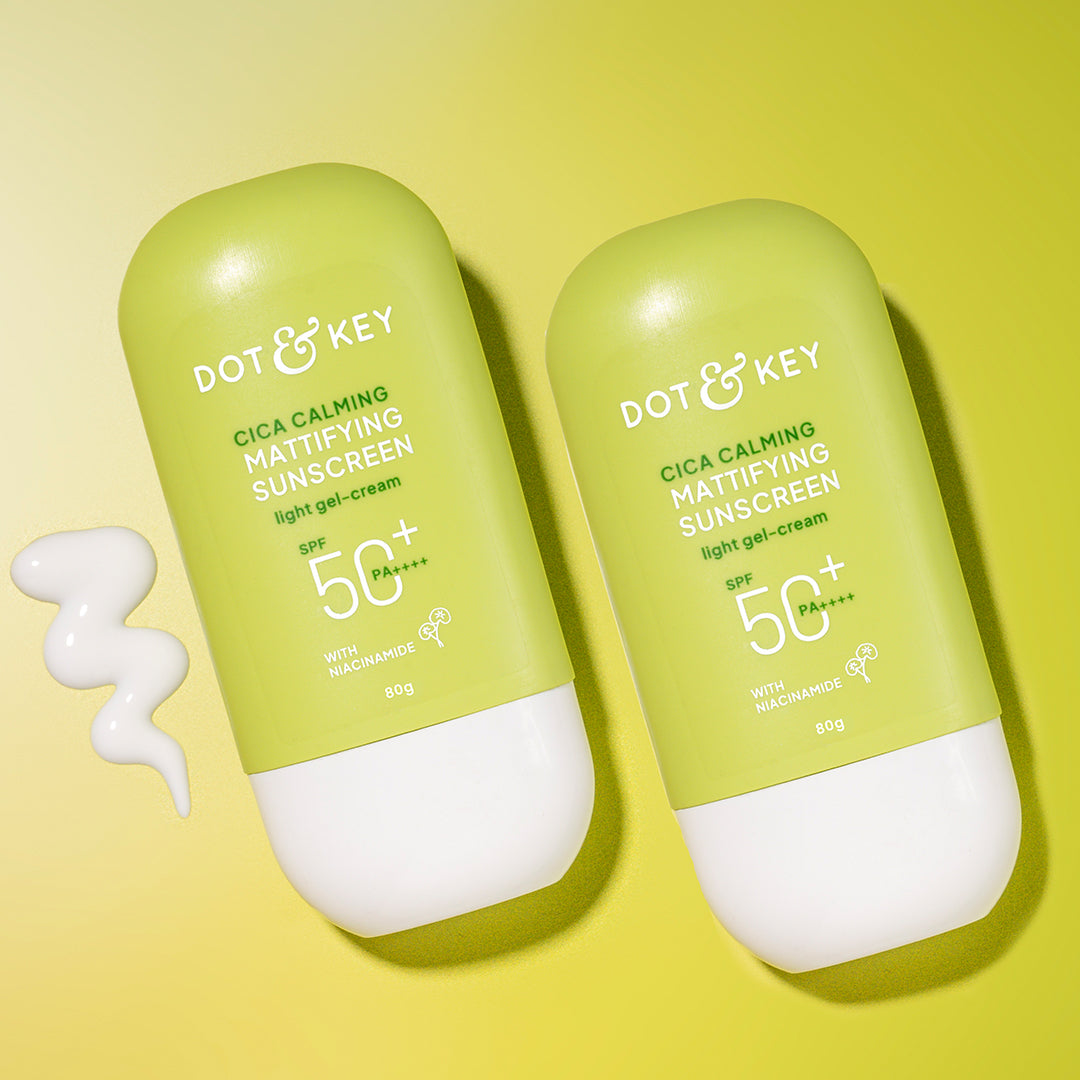 DOT & KEY
CICA CALMING
MATTIFYING
SUNSCREEN
light gel-cream
SPF
50+
PA++++
WITH
NIACINAMIDE
80g
DOT & KEY
CICA CALMING
MATTIFYING
SUNSCREEN
light gel-cream
SPF
50+
PA++++
WITH
NIACINAMIDE
80g